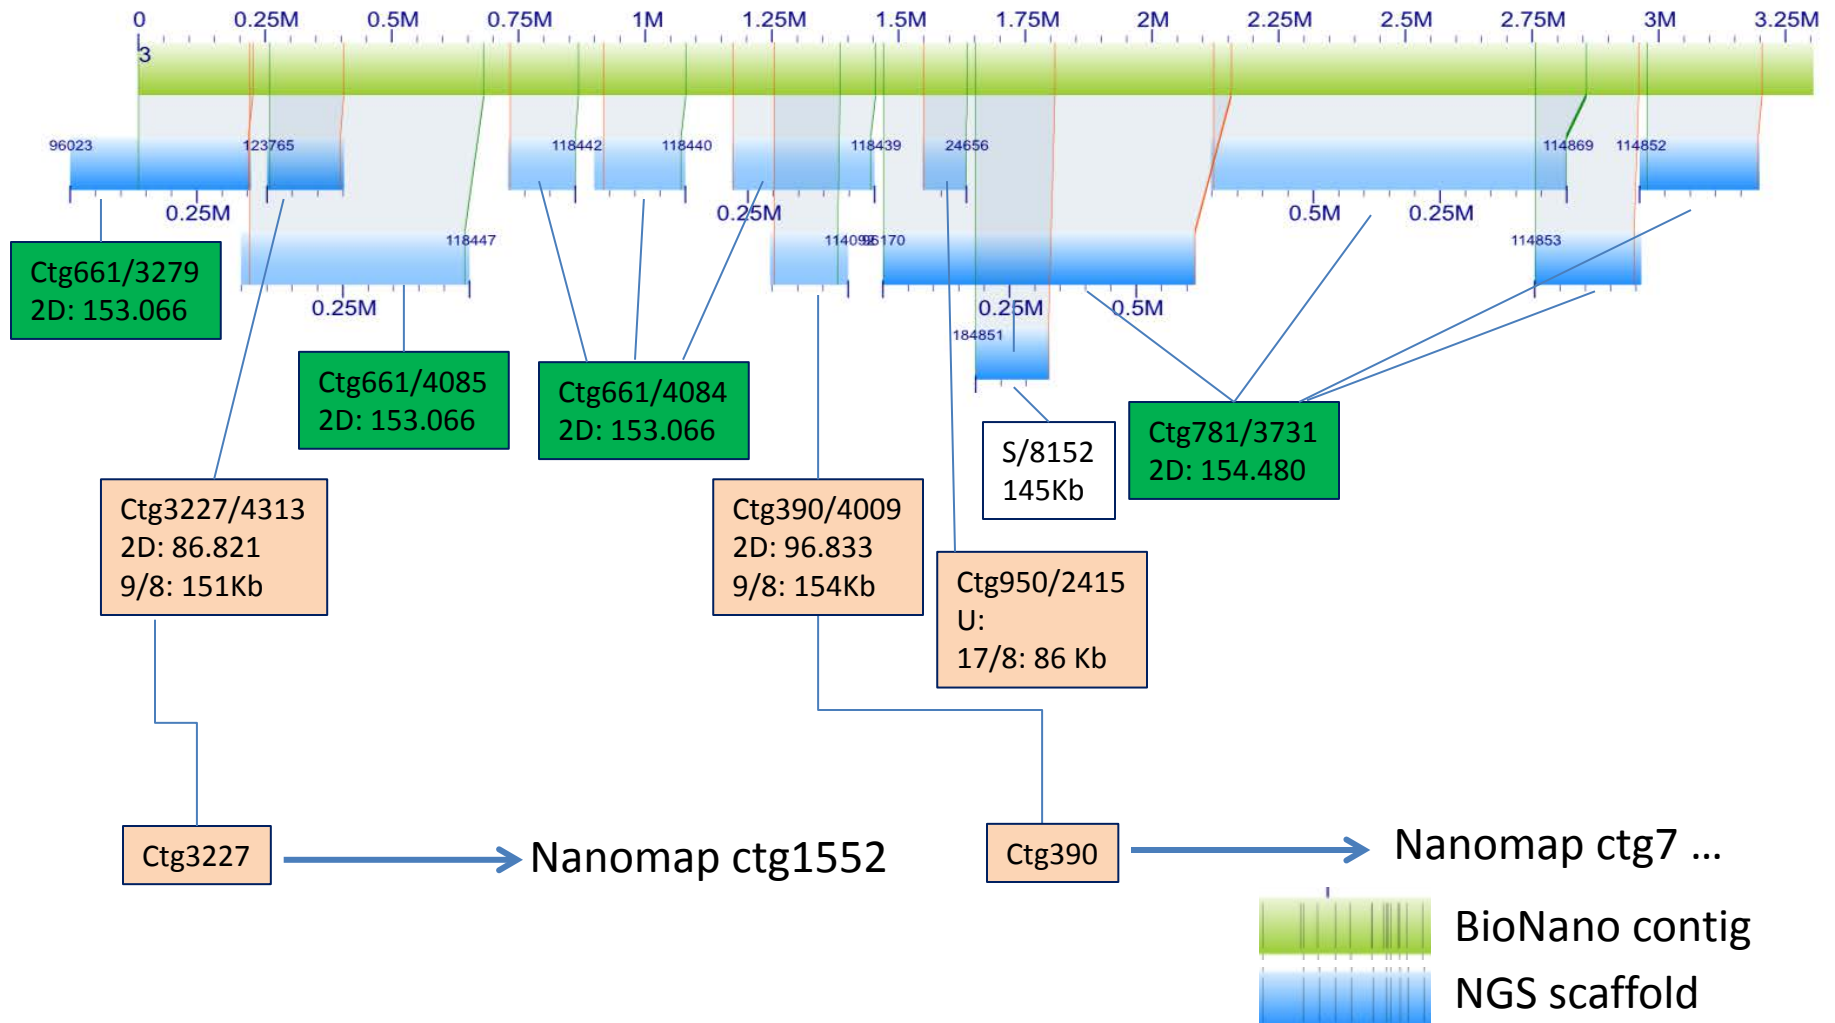 0 0.25M 0.5M 0.75M 1M 1.25M 1.5M 1.75M 2M 2.25M 2.5M 2.75M 3M 3.25M
3
96023 123765 118442 118440 118439 24656 114869 114852
0.25M 0.25M 0.5M 0.25M
118447 114092 96170 114853
0.25M 0.25M 0.5M
184851
Ctg661/3279
2D: 153.066
Ctg661/4085
2D: 153.066
Ctg661/4084
2D: 153.066
S/8152
145Kb
Ctg781/3731
2D: 154.480
Ctg3227/4313
2D: 86.821
9/8: 151Kb
Ctg390/4009
2D: 96.833
9/8: 154Kb
Ctg950/2415
U:
17/8: 86 Kb
Ctg3227
Nanomap ctg1552
Ctg390
Nanomap ctg7 ...
BioNano contig
NGS scaffold